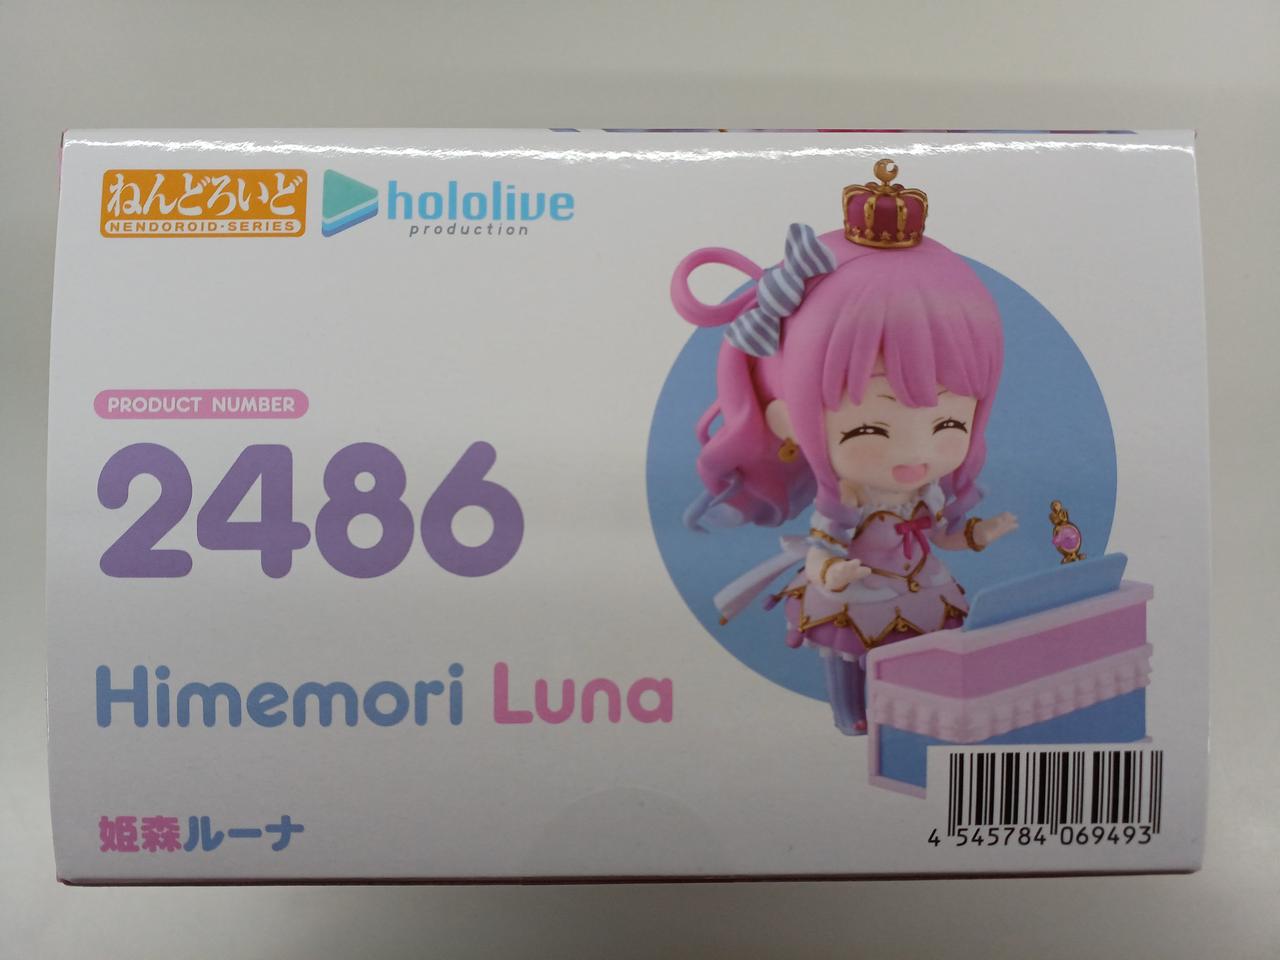 ねんどろいど
NENDOROID·SERIES
hololive
production
PRODUCT NUMBER
2486
Himemori Luna
姫森ルーナ
4 545784 069493